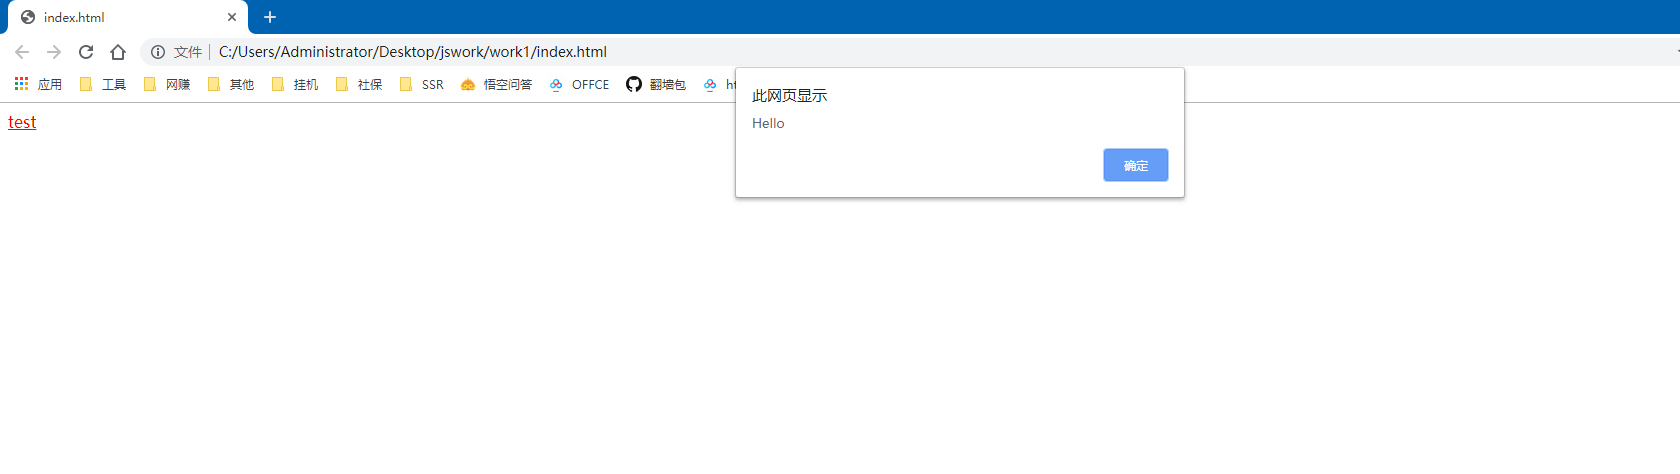 index.html
文件 C:/Users/Administrator/Desktop/jswork/work1/index.html
应用 工具 网赚 其他 挂机 社保 SSR 悟空问答 OFFCE 翻墙包
此网页显示
test
Hello
确定